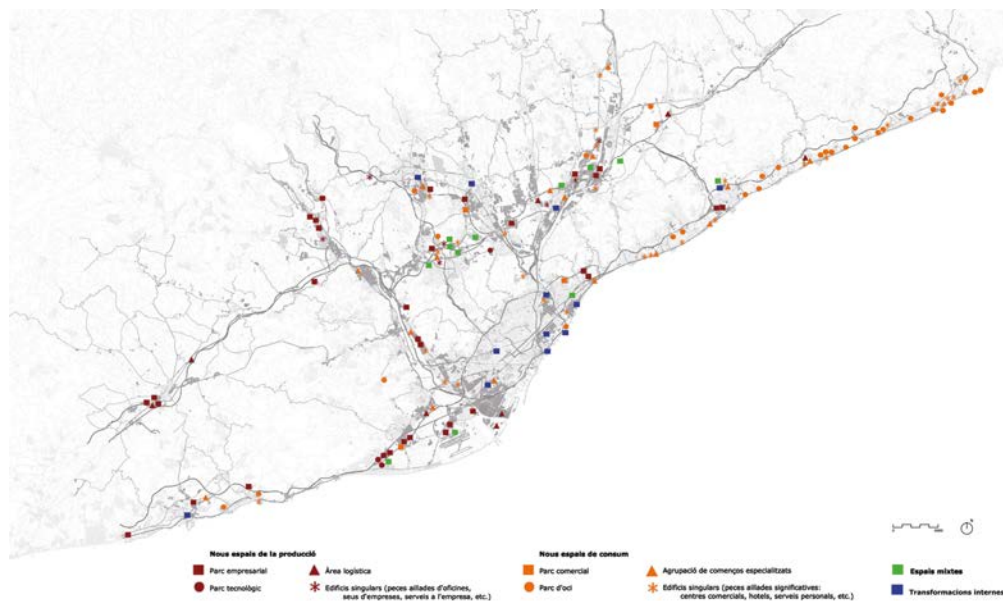 Nous espais de la producció
Parc empresarial
Parc tecnològic
Àrea logística
Edificis singulars (peces aïllades d'oficines,
seus d'empreses, serveis a l'empresa, etc.)
Nous espais de consum
Parc comercial
Parc d'oci
Agrupació de començos especialitzats
Edificis singulars (peces aïllades significatives:
centres comercials, hotels, serveis personals, etc.)
Espais mixtes
Transformacions internes